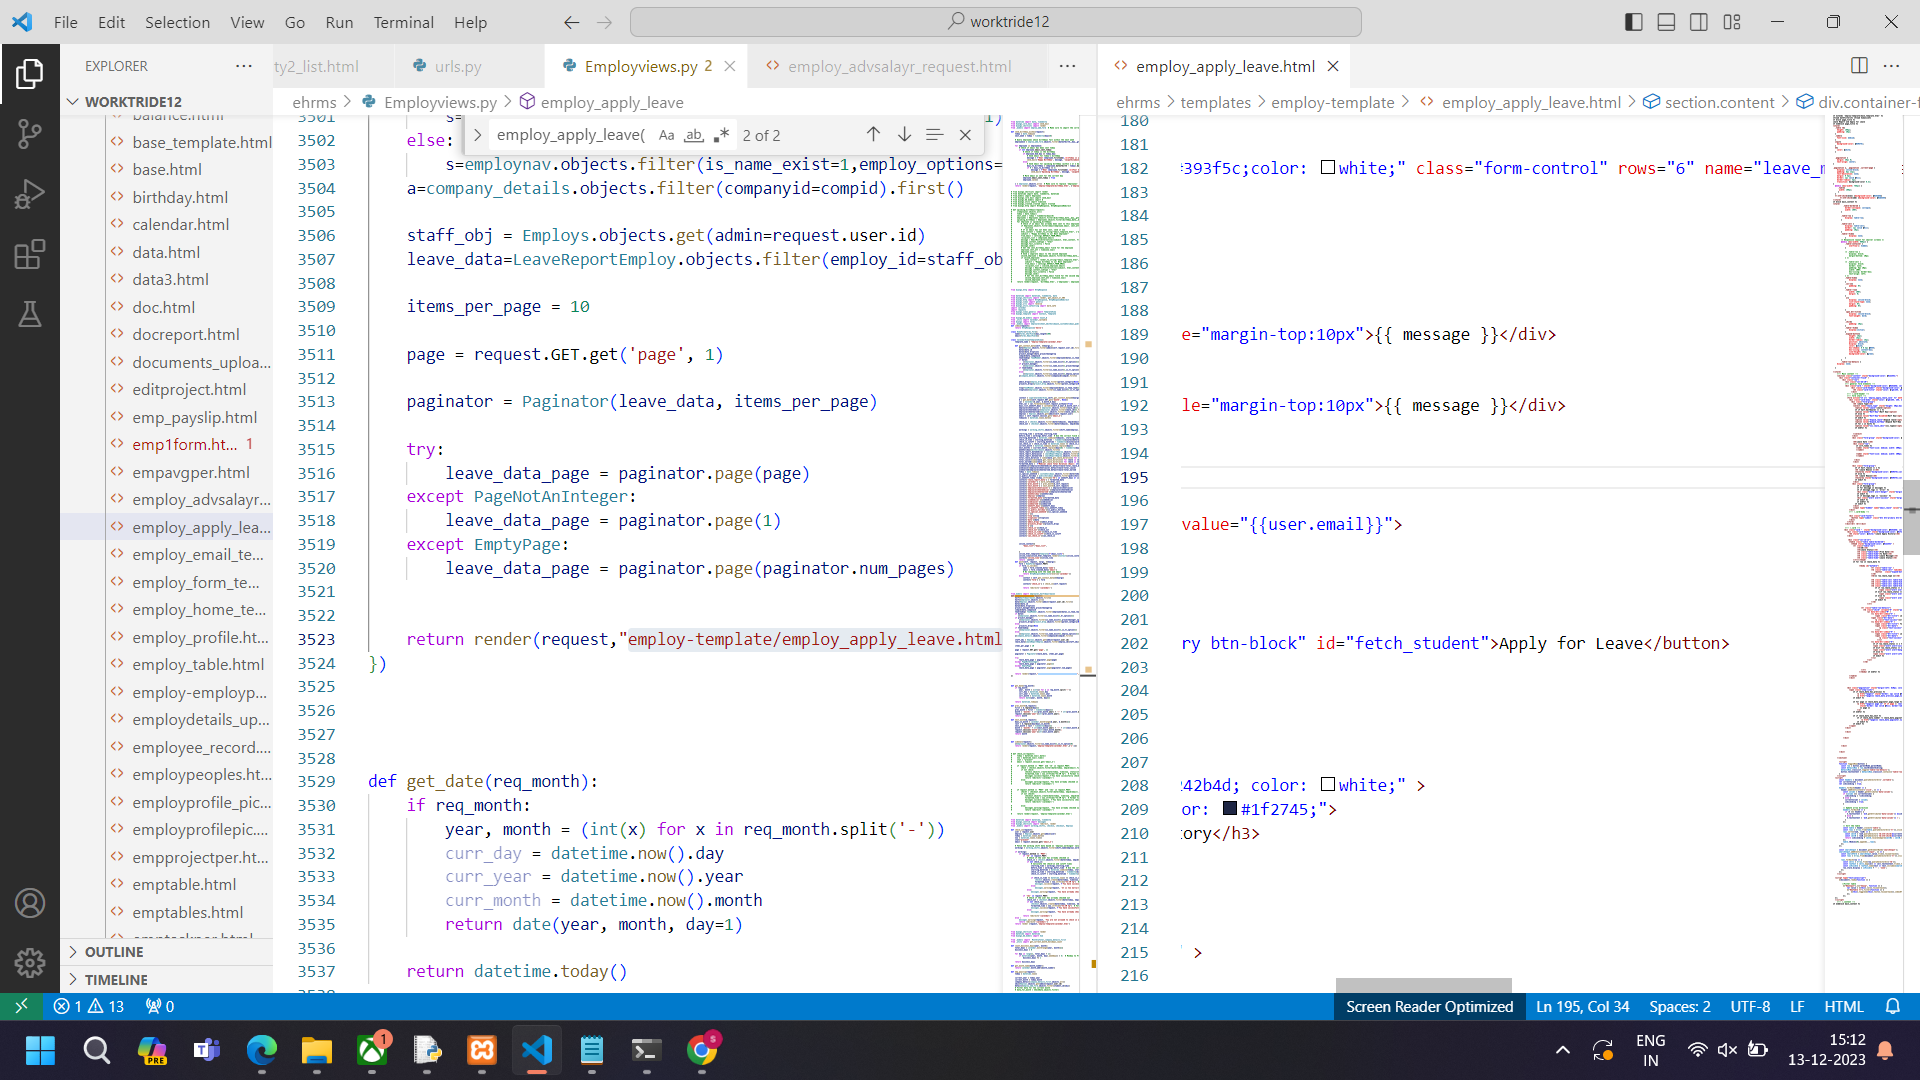 File Edit Selection View Go Run Terminal Help
worktride12
EXPLORER
WORKTRIDE12
balance.html
base_template.html
base.html
birthday.html
calendar.html
data.html
data3.html
doc.html
docreport.html
documents_uploa...
editproject.html
emp_payslip.html
emp1form.ht... 1
empavgper.html
employ_advsalayr...
employ_apply_lea...
employ_email_te...
employ_form_te...
employ_home_te...
employ_profile.ht...
employ_table.html
employ-employp...
employdetails_up...
employee_record....
employpeoples.ht...
employprofile_pic...
employprofilepic....
empprojectper.ht...
emptable.html
emptables.html
OUTLINE
TIMELINE
ty2_list.html
urls.py
Employviews.py 2
employ_advsalayr_request.html
ehrms > Employviews.py > employ_apply_leave
employ_apply_leave( Aa ab .* 2 of 2
3501 s=
3502 else:
3503 s=employnav.objects.filter(is_name_exist=1,employ_options=
3504 a=company_details.objects.filter(companyid=compid).first()
3505
3506 staff_obj = Employs.objects.get(admin=request.user.id)
3507 leave_data=LeaveReportEmploy.objects.filter(employ_id=staff_ob
3508
3509 items_per_page = 10
3510
3511 page = request.GET.get('page', 1)
3512
3513 paginator = Paginator(leave_data, items_per_page)
3514
3515 try:
3516 leave_data_page = paginator.page(page)
3517 except PageNotAnInteger:
3518 leave_data_page = paginator.page(1)
3519 except EmptyPage:
3520 leave_data_page = paginator.page(paginator.num_pages)
3521
3522
3523 return render(request,"employ-template/employ_apply_leave.html
3524 })
3525
3526
3527
3528
3529 def get_date(req_month):
3530 if req_month:
3531 year, month = (int(x) for x in req_month.split('-'))
3532 curr_day = datetime.now().day
3533 curr_year = datetime.now().year
3534 curr_month = datetime.now().month
3535 return date(year, month, day=1)
3536
3537 return datetime.today()
employ_apply_leave.html
ehrms > templates > employ-template > employ_apply_leave.html > section.content > div.container-f
180
182 #393f5c;color: white;" class="form-control" rows="6" name="leave_
183
184
185
186
187
188
189 e="margin-top:10px">{{ message }}</div>
190
191
192 le="margin-top:10px">{{ message }}</div>
193
194
195
196
197 value="{{user.email}}">
198
199
200
201
202 ry btn-block" id="fetch_student">Apply for Leave</button>
203
204
205
206
207
208 242b4d; color: white;" >
209 or: #1f2745;">
210 tory</h3>
211
212
213
214
215 >
216
1 13 0
Screen Reader Optimized Ln 195, Col 34 Spaces: 2 UTF-8 LF HTML
PRE
1
S
ENG
IN
15:12
13-12-2023